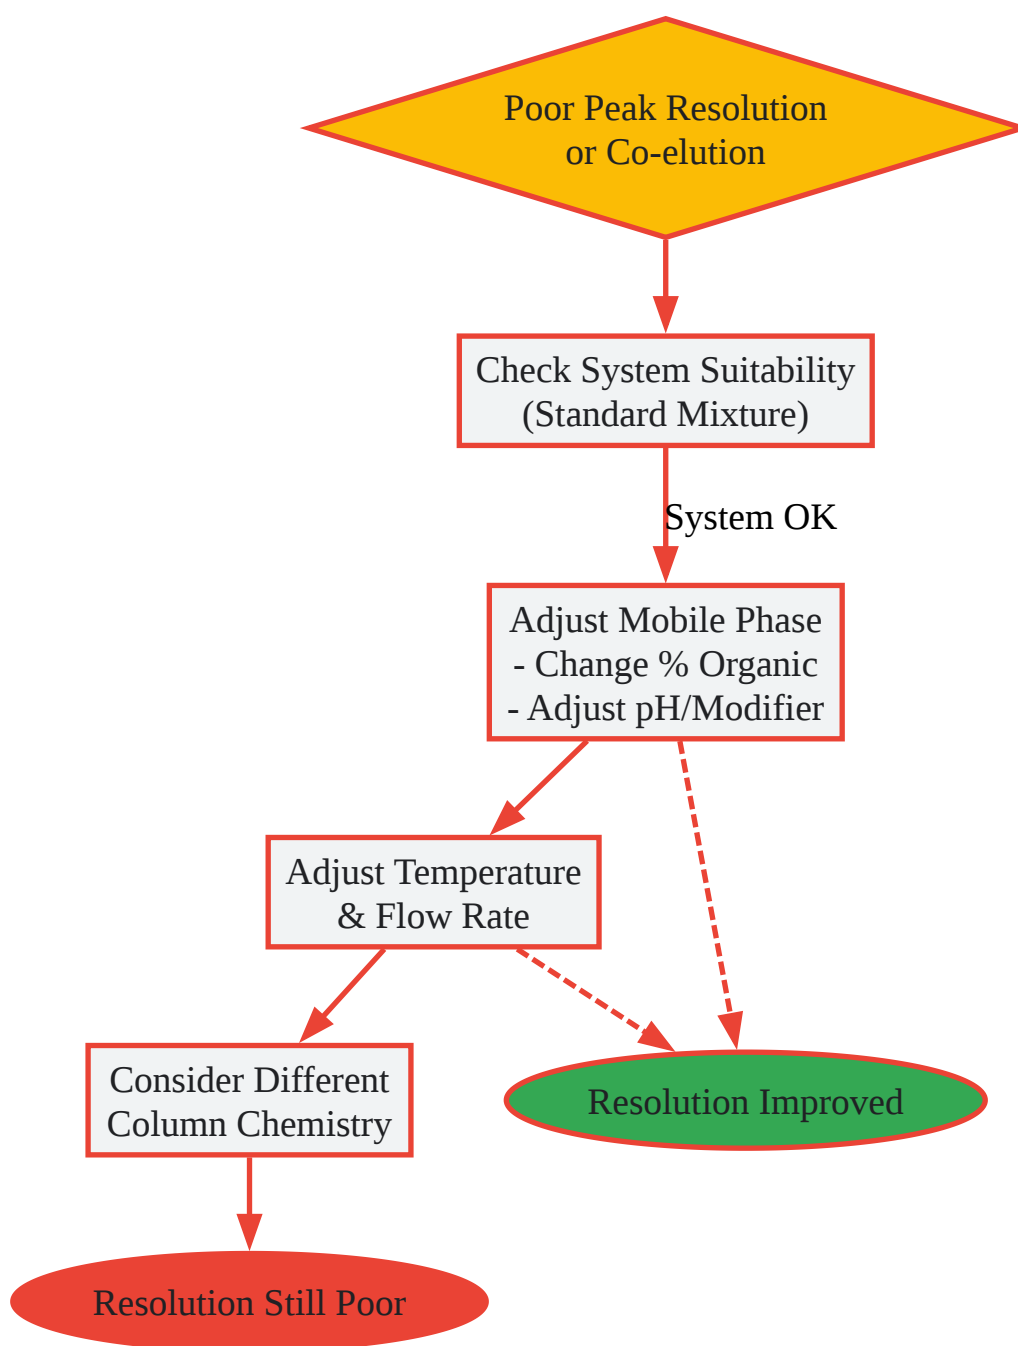 Poor Peak Resolution
or Co-elution
Check System Suitability
(Standard Mixture)
System OK
Adjust Mobile Phase
- Change % Organic
- Adjust pH/Modifier
Adjust Temperature
& Flow Rate
Consider Different
Column Chemistry
Resolution Improved
Resolution Still Poor